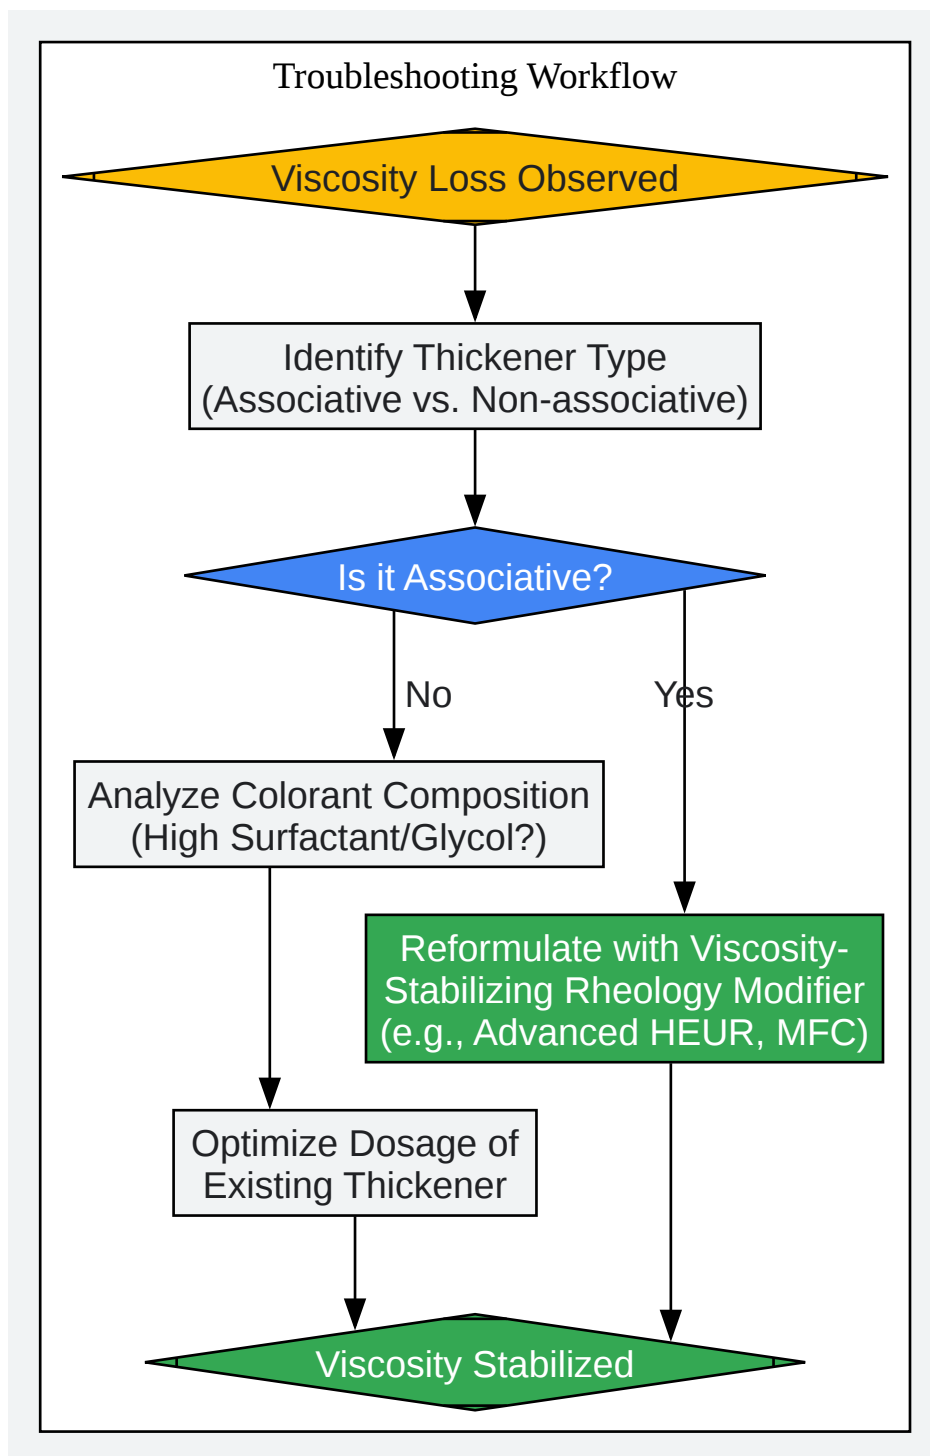 Troubleshooting Workflow
Viscosity Loss Observed
Identify Thickener Type
(Associative vs. Non-associative)
Is it Associative?
No
Yes
Analyze Colorant Composition
(High Surfactant/Glycol?)
Reformulate with Viscosity-
Stabilizing Rheology Modifier
(e.g., Advanced HEUR, MFC)
Optimize Dosage of
Existing Thickener
Viscosity Stabilized